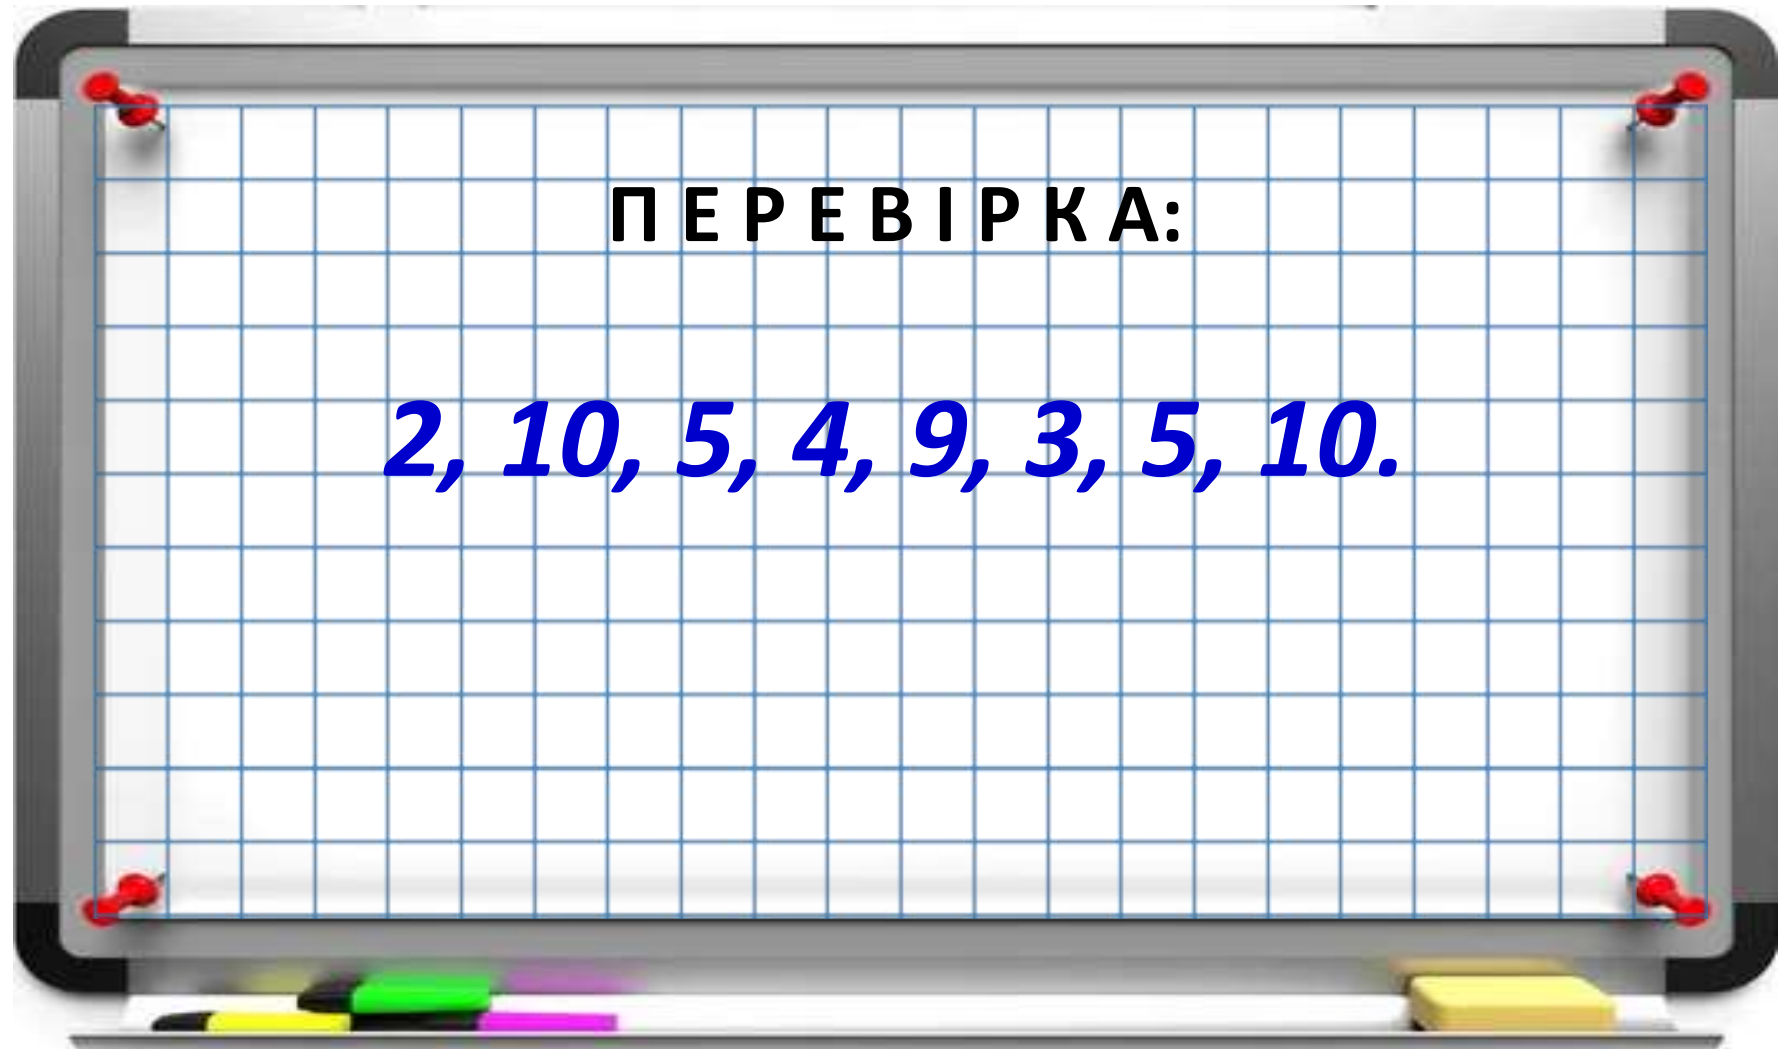 П Е Р Е В І Р К А:
2, 10, 5, 4, 9, 3, 5, 10.